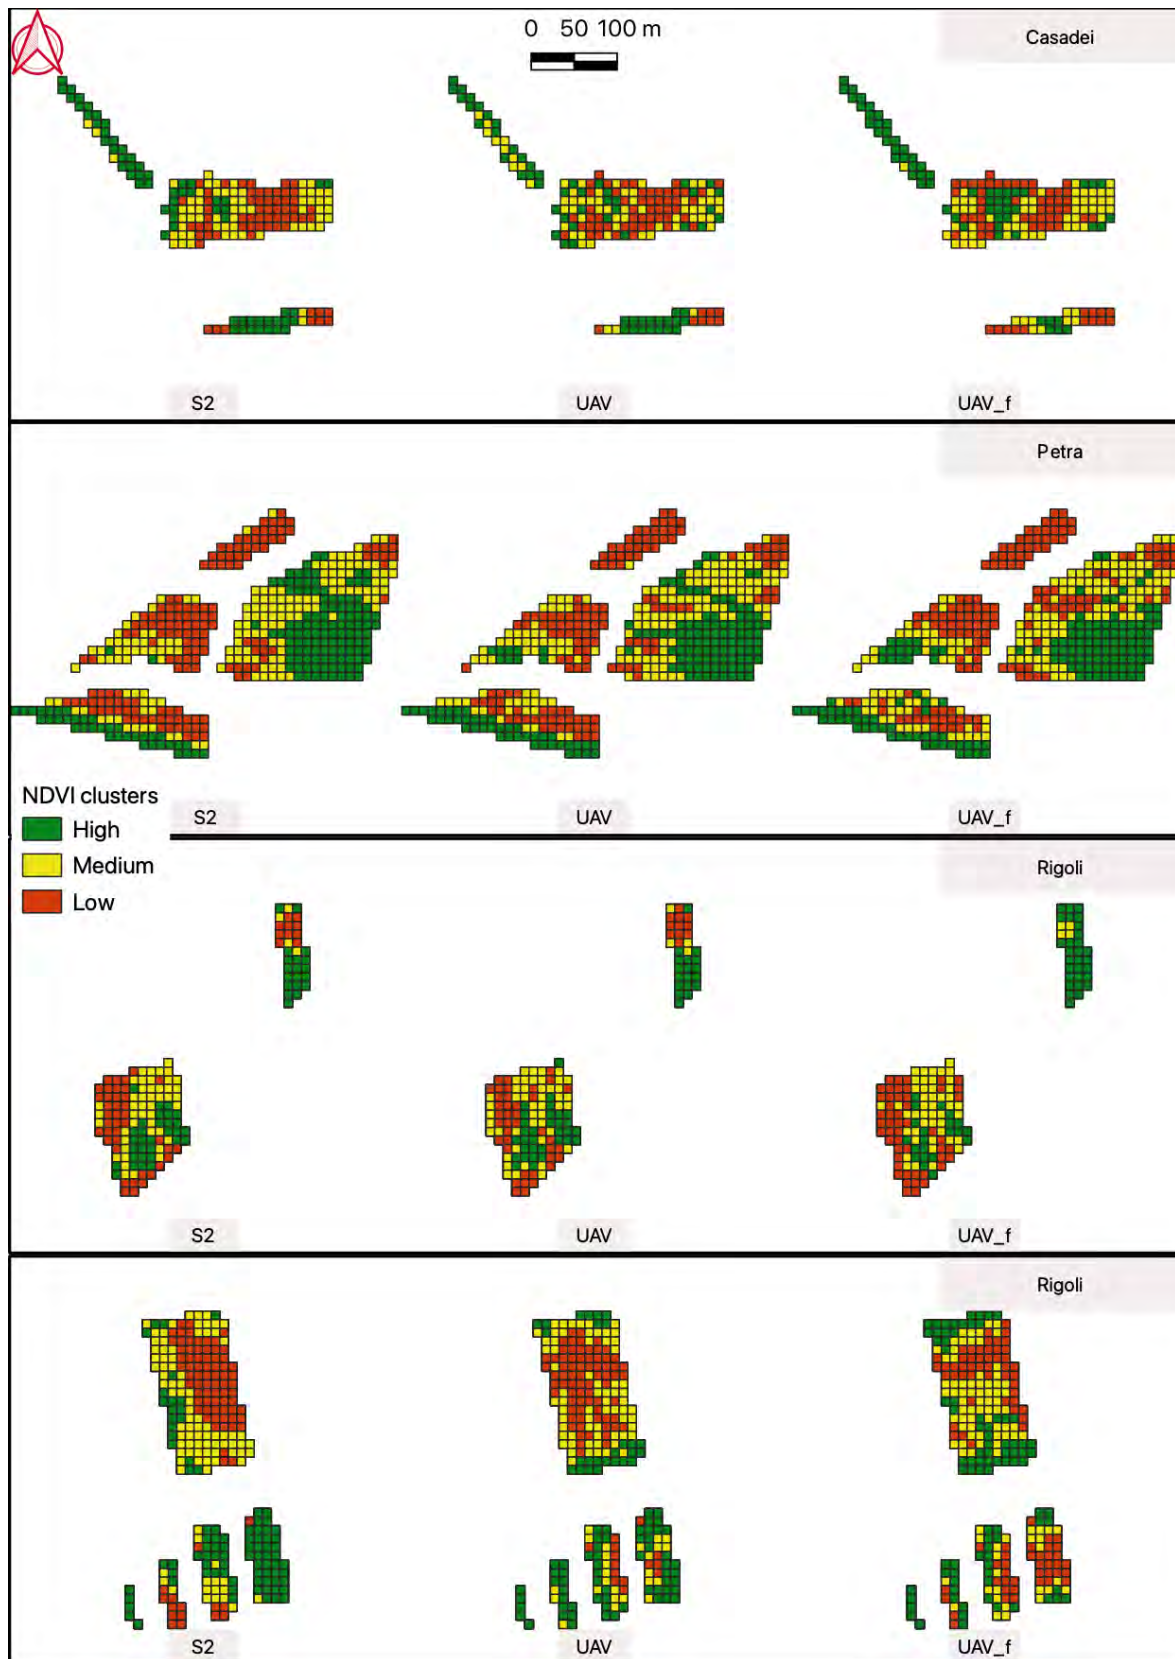 0 50 100 m
Casadei
S2 UAV UAV_f
Petra
S2 UAV UAV_f
NDVI clusters
High
Medium
Low
Rigoli
S2 UAV UAV_f
Rigoli
S2 UAV UAV_f